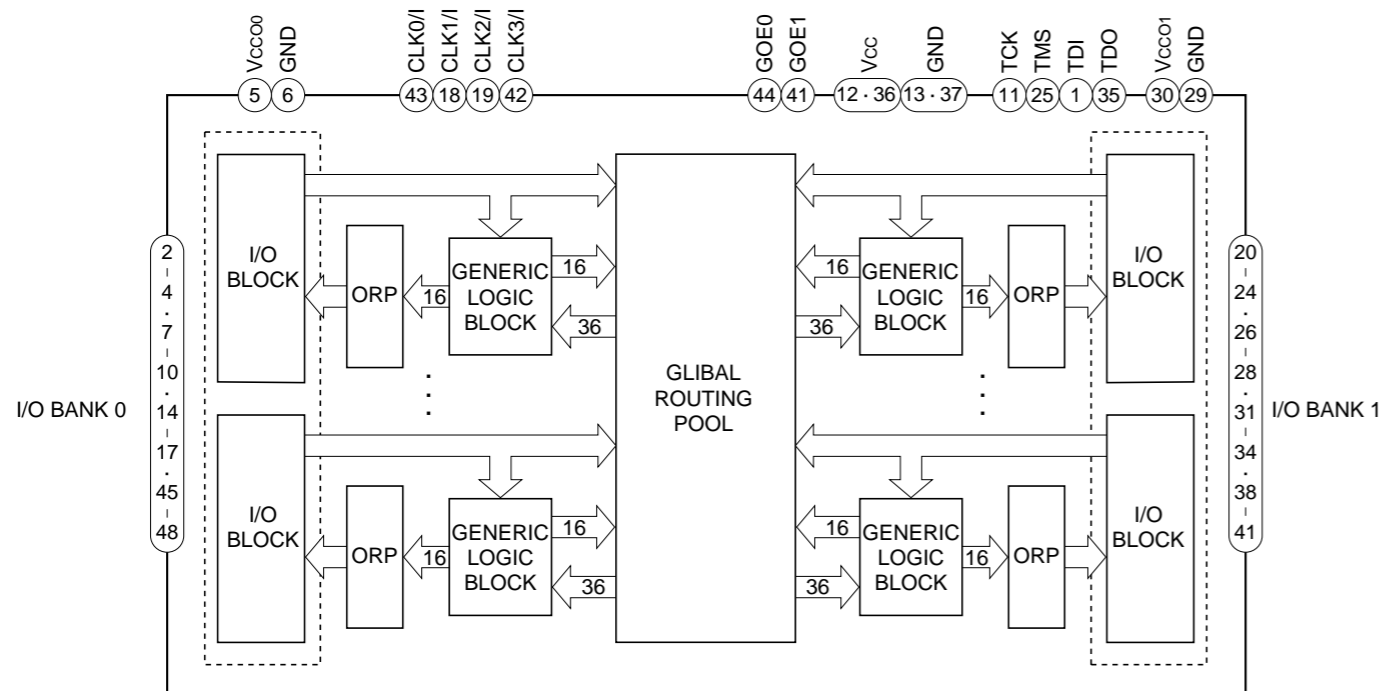 VCCO0
GND
CLK0/I
CLK1/I
CLK2/I
CLK3/I
GOE0
GOE1
VCC
GND
TCK
TMS
TDI
TDO
VCCO1
GND
5
6
43
18
19
42
44
41
12 · 36
13 · 37
11
25
1
35
30
29
I/O BANK 0
2
–
4
·
7
–
10
·
14
–
17
·
45
–
48
I/O
BLOCK
ORP
16
GENERIC
LOGIC
BLOCK
16
36
GLIBAL
ROUTING
POOL
16
36
GENERIC
LOGIC
BLOCK
16
ORP
I/O
BLOCK
I/O
BLOCK
ORP
16
GENERIC
LOGIC
BLOCK
16
36
16
36
GENERIC
LOGIC
BLOCK
16
ORP
I/O
BLOCK
20
–
24
·
26
–
28
·
31
–
34
·
38
–
41
I/O BANK 1